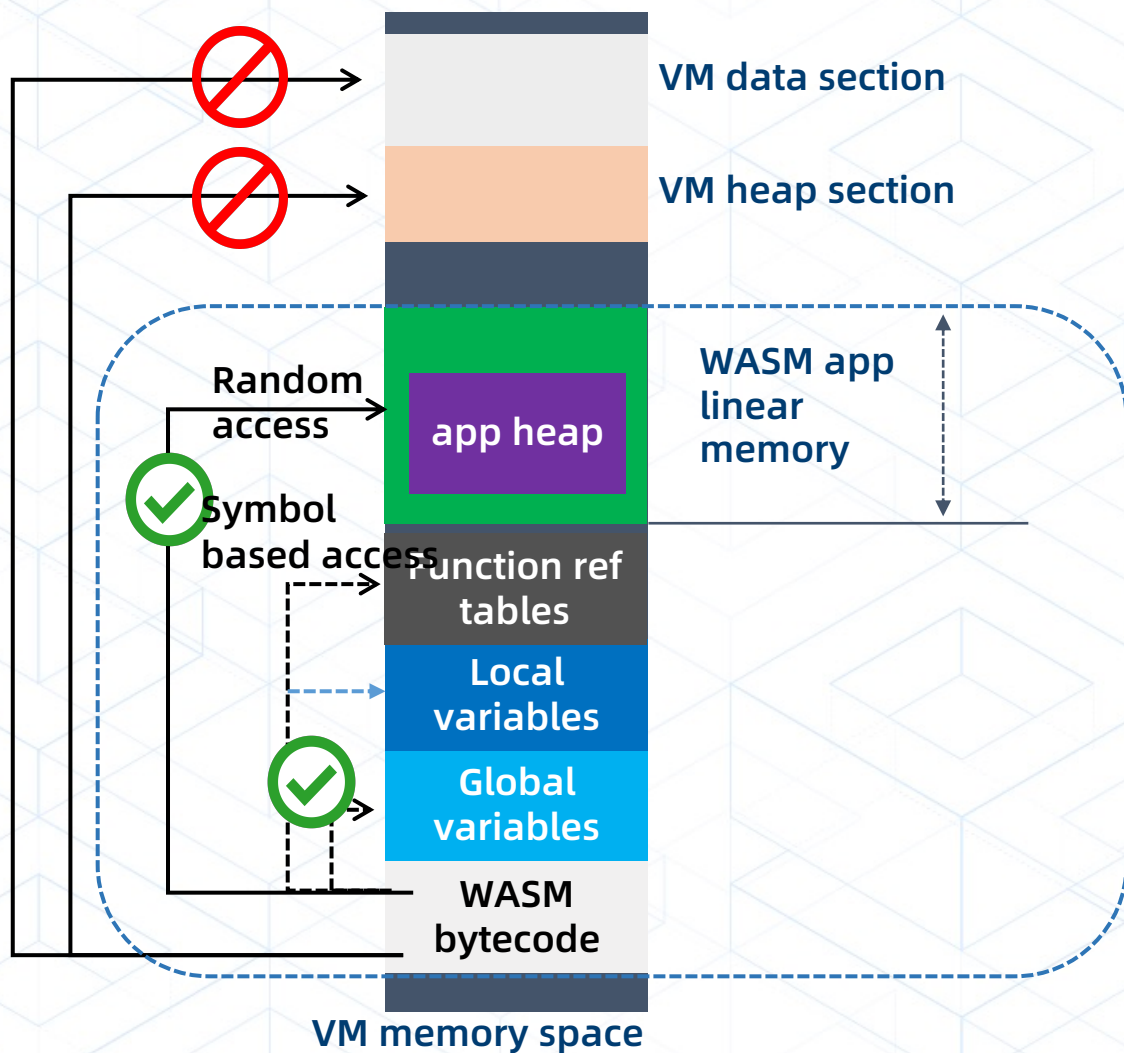 VM data section
VM heap section
Random
access
app heap
WASM app
linear
memory
Symbol
based access
Function ref
tables
Local
variables
Global
variables
WASM
bytecode
VM memory space